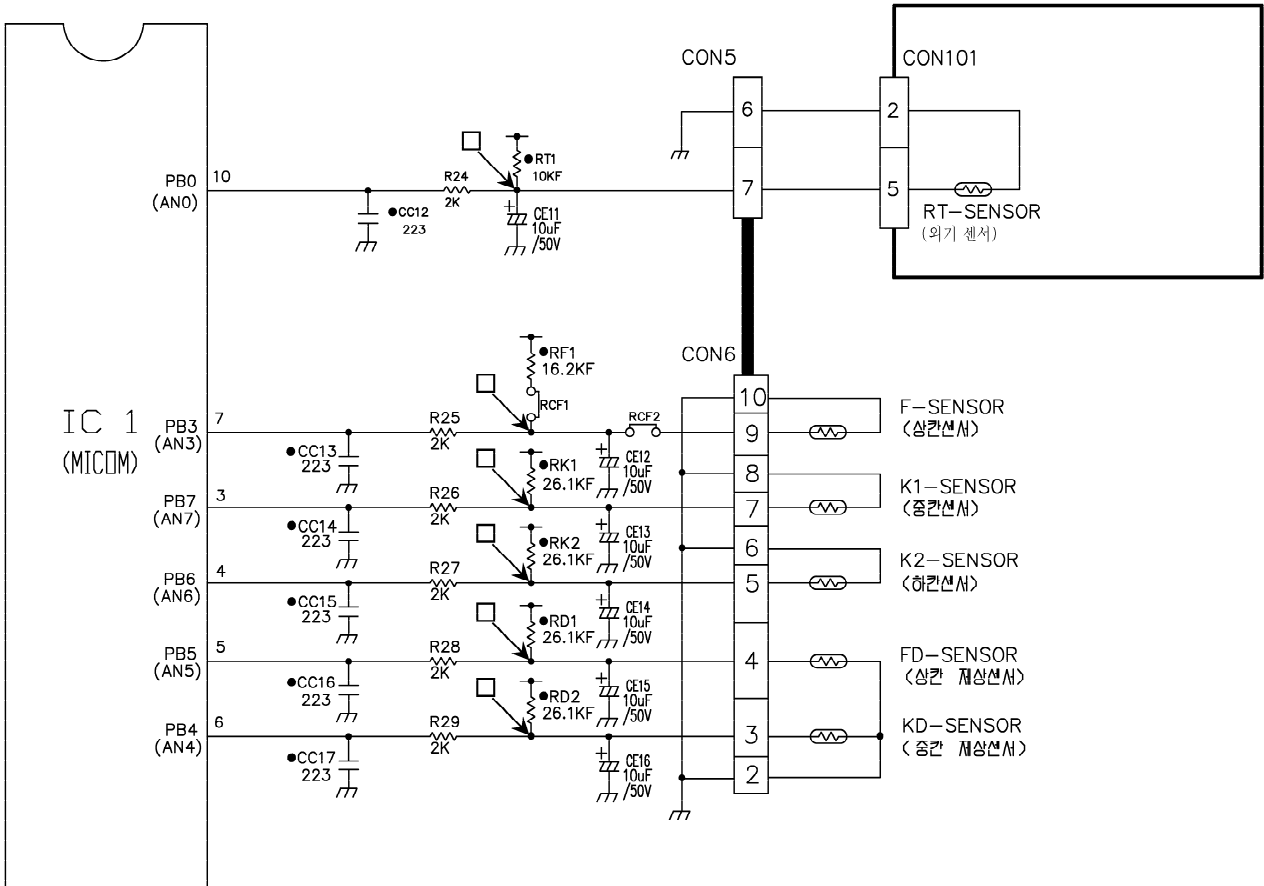 CON5
CON101
6
2
RT1
10KF
R24
2K
PB0
(AN0)
10
7
5
CC12
223
CE11
10uF
/50V
RT-SENSOR
(외기 센서)
RF1
16.2KF
CON6
RCF1
10
F-SENSOR
(상칸센서)
IC 1
(MICOM)
PB3
(AN3)
7
R25
2K
RCF2
9
CC13
223
CE12
10uF
/50V
RK1
26.1KF
8
K1-SENSOR
(중칸센서)
PB7
(AN7)
3
R26
2K
7
CC14
223
CE13
10uF
/50V
RK2
26.1KF
6
K2-SENSOR
(하칸센서)
PB6
(AN6)
4
R27
2K
5
CC15
223
CE14
10uF
/50V
RD1
26.1KF
PB5
(AN5)
5
R28
2K
4
FD-SENSOR
(상칸 제상센서)
CC16
223
CE15
10uF
/50V
RD2
26.1KF
PB4
(AN4)
6
R29
2K
3
KD-SENSOR
(중칸 제상센서)
CC17
223
CE16
10uF
/50V
2